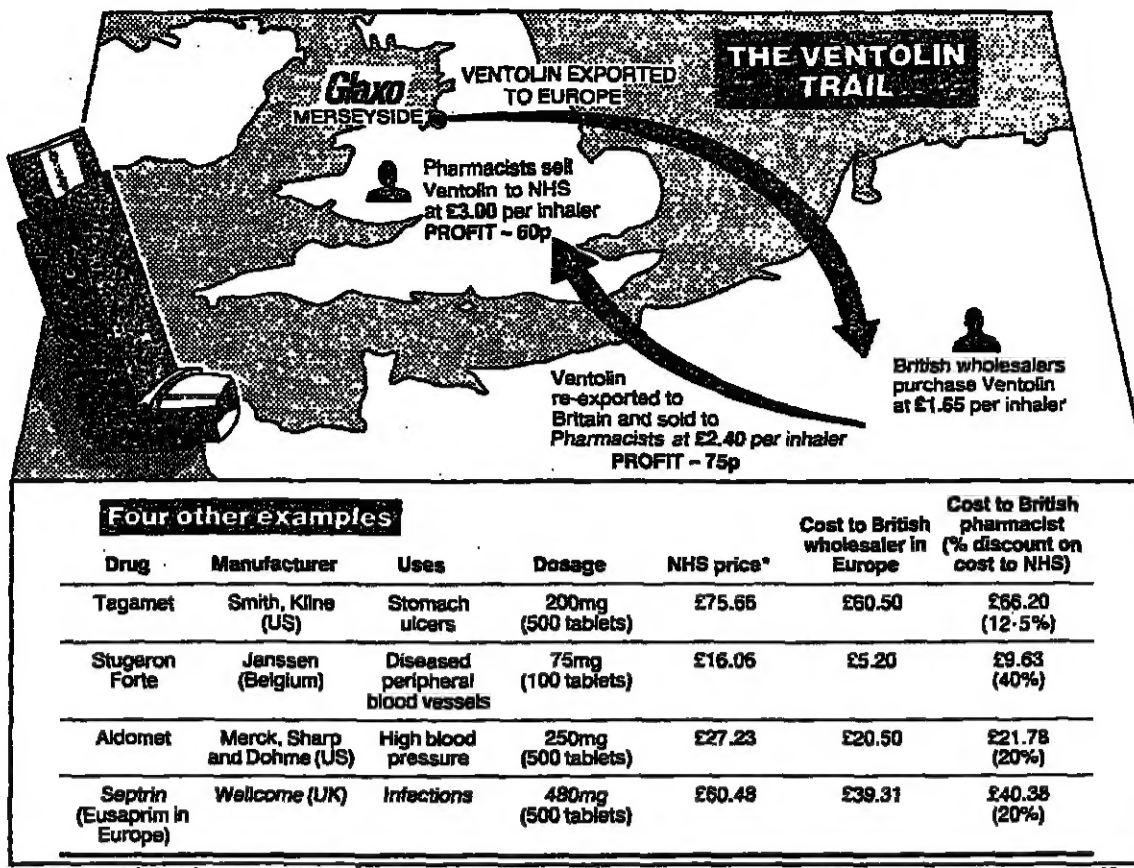 THE VENTOLIN
TRAIL
Glaxo
MERSEYSIDE
VENTOLIN EXPORTED
TO EUROPE
Pharmacists sell
Ventolin to NHS
at £3.00 per inhaler
PROFIT – 60p
British wholesalers
purchase Ventolin
at £1.65 per inhaler
Ventolin
re-exported to
Britain and sold to
Pharmacists at £2.40 per inhaler
PROFIT – 75p
Four other examples
Drug Manufacturer Uses Dosage NHS price* Cost to British wholesaler in Europe Cost to British pharmacist (% discount on cost to NHS)
Tagamet Smith, Kline (US) Stomach ulcers 200mg (500 tablets) £75.65 £60.50 £66.20 (12·5%)
Stugeron Forte Janssen (Belgium) Diseased peripheral blood vessels 75mg (100 tablets) £16.05 £5.20 £9.63 (40%)
Aldomet Merck, Sharp and Dohme (US) High blood pressure 250mg (500 tablets) £27.23 £20.50 £21.78 (20%)
Septrin (Eusaprim in Europe) Wellcome (UK) Infections 480mg (500 tablets) £60.48 £39.31 £40.38 (20%)